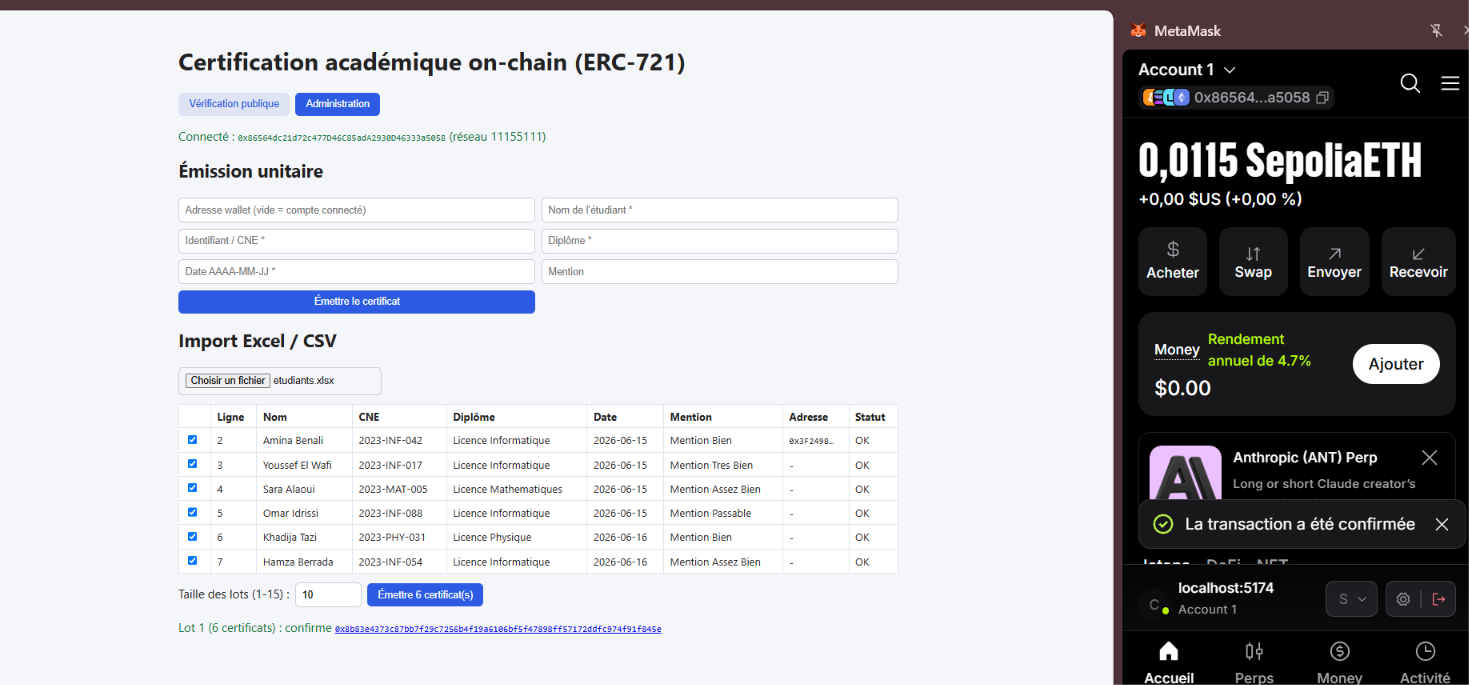 Certification académique on-chain (ERC-721)
Vérification publique Administration
Connecté : 0x86564dc21d72c477D46C85adA2930D46333a5058 (réseau 11155111)
Émission unitaire
Adresse wallet (vide = compte connecté) Nom de l'étudiant *
Identifiant / CNE * Diplôme *
Date AAAA-MM-JJ * Mention
Émettre le certificat
Import Excel / CSV
Choisir un fichier etudiants.xlsx
Ligne Nom CNE Diplôme Date Mention Adresse Statut
2 Amina Benali 2023-INF-042 Licence Informatique 2026-06-15 Mention Bien 0x3F2498… OK
3 Youssef El Wafi 2023-INF-017 Licence Informatique 2026-06-15 Mention Tres Bien - OK
4 Sara Alaoui 2023-MAT-005 Licence Mathematiques 2026-06-15 Mention Assez Bien - OK
5 Omar Idrissi 2023-INF-088 Licence Informatique 2026-06-15 Mention Passable - OK
6 Khadija Tazi 2023-PHY-031 Licence Physique 2026-06-16 Mention Bien - OK
7 Hamza Berrada 2023-INF-054 Licence Informatique 2026-06-16 Mention Assez Bien - OK
Taille des lots (1-15) : 10 Émettre 6 certificat(s)
Lot 1 (6 certificats) : confirme 0x8b83e4373c87bb7f29c7256b4f19a6106bf5f47898ff57172ddfc974f91f845e
MetaMask
Account 1
0x86564...a5058
0,0115 SepoliaETH
+0,00 $US (+0,00 %)
Acheter Swap Envoyer Recevoir
Money Rendement annuel de 4.7%
$0.00
Ajouter
Anthropic (ANT) Perp
Long or short Claude creator's
La transaction a été confirmée
Jetons DeFi NFT
localhost:5174
C Account 1 S
Accueil Perps Money Activité